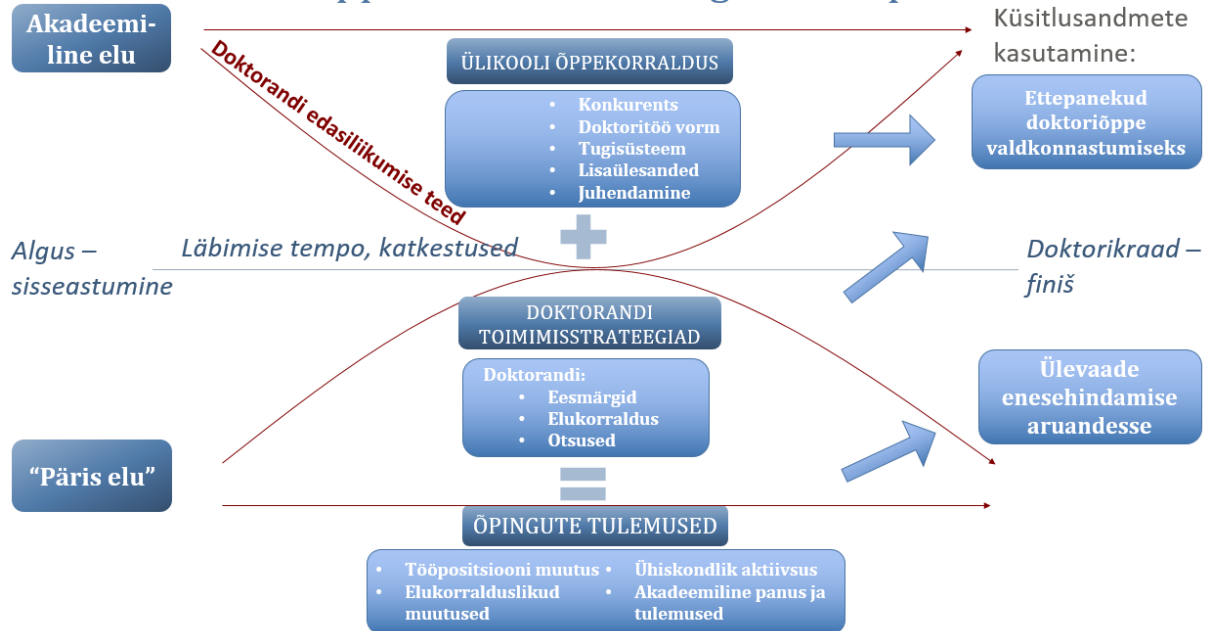 Akadeemi-
line elu
Küsitlusandmete
kasutamine:
Doktorandi edasiliikumise teed
ÜLIKOOLI ÕPPEKORRALDUS
• Konkurents
• Doktoritöö vorm
• Tugisüsteem
• Lisaülesanded
• Juhendamine
Ettepanekud
doktoriõppe
valdkonnastumiseks
Algus –
sisseastumine
Läbimise tempo, katkestused
Doktorikraad –
finiš
DOKTORANDI
TOIMIMISSTRATEEGIAD
Doktorandi:
• Eesmärgid
• Elukorraldus
• Otsused
Ülevaade
enesehindamise
aruandesse
“Päris elu”
ÕPINGUTE TULEMUSED
• Tööpositsiooni muutus
• Elukorralduslikud
muutused
• Ühiskondlik aktiivsus
• Akadeemiline panus ja
tulemused